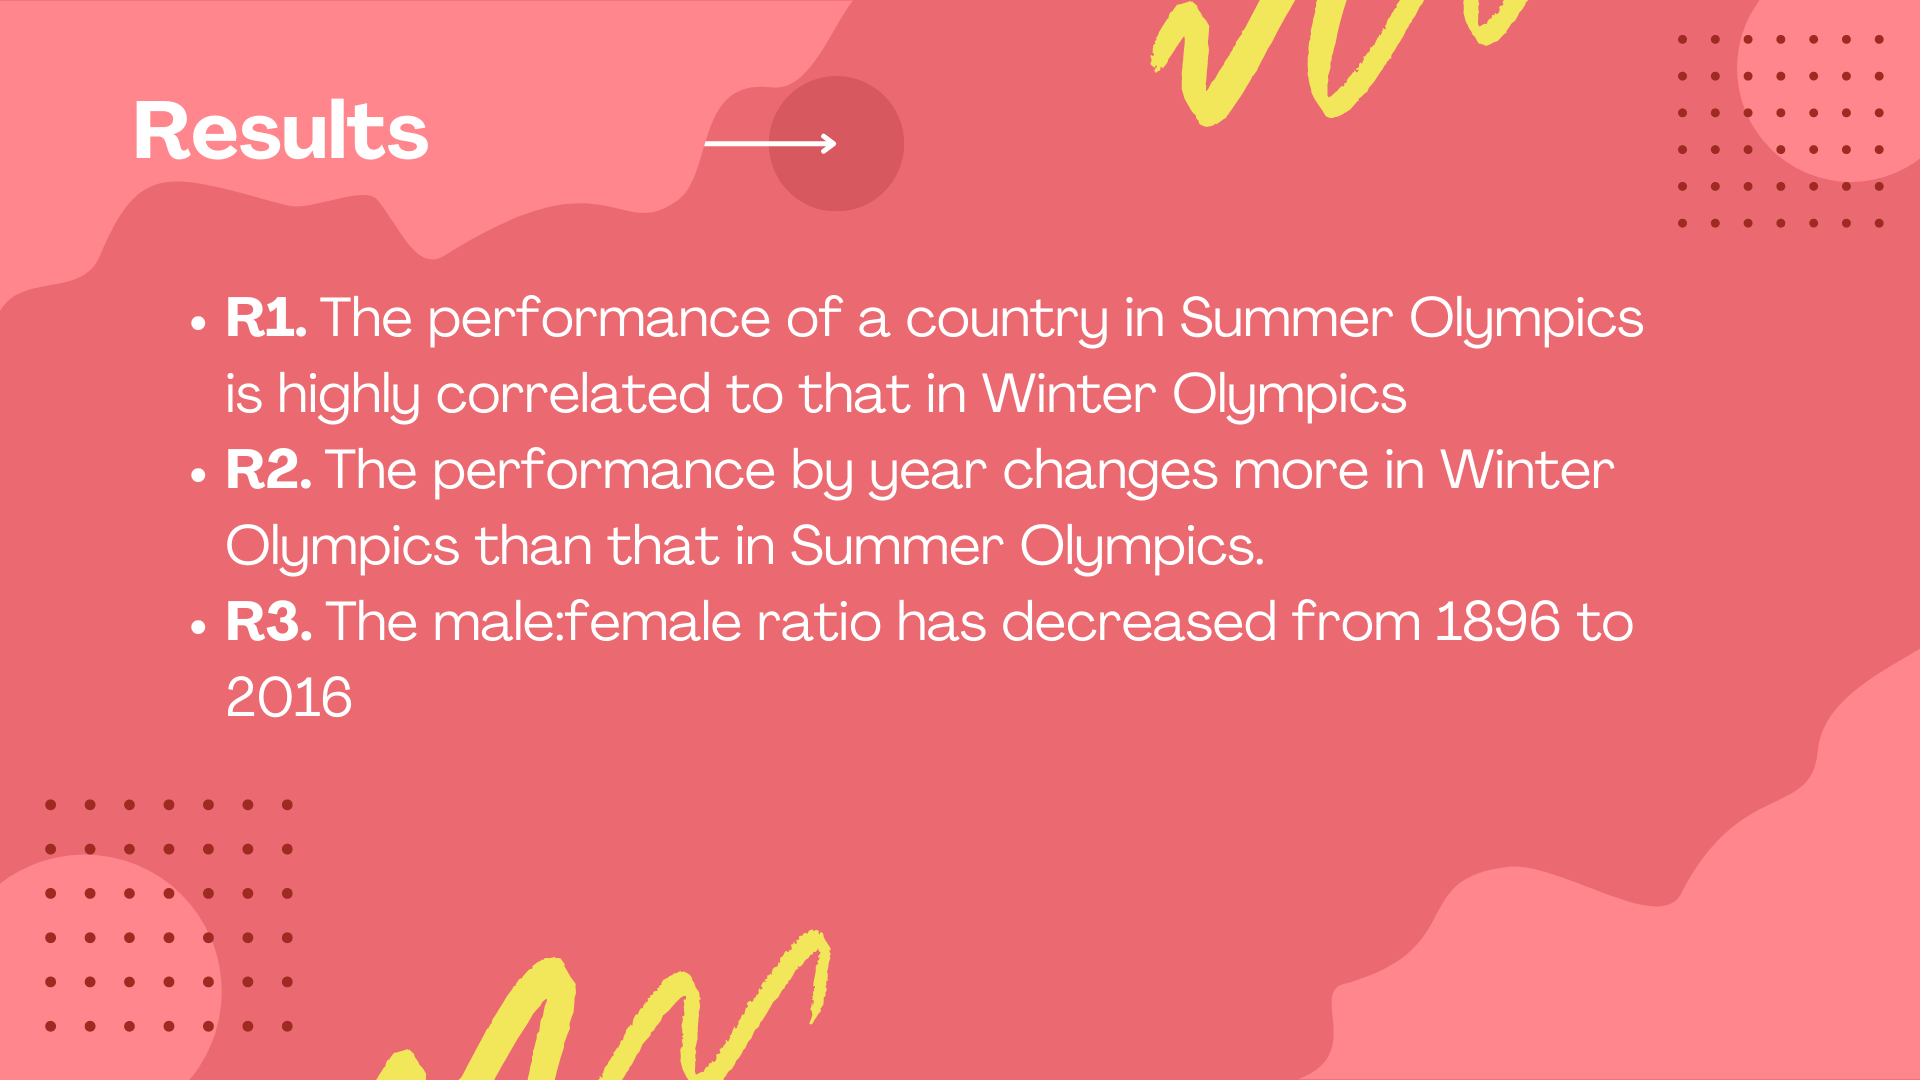 Results
• R1. The performance of a country in Summer Olympics
is highly correlated to that in Winter Olympics
• R2. The performance by year changes more in Winter
Olympics than that in Summer Olympics.
• R3. The male:female ratio has decreased from 1896 to
2016